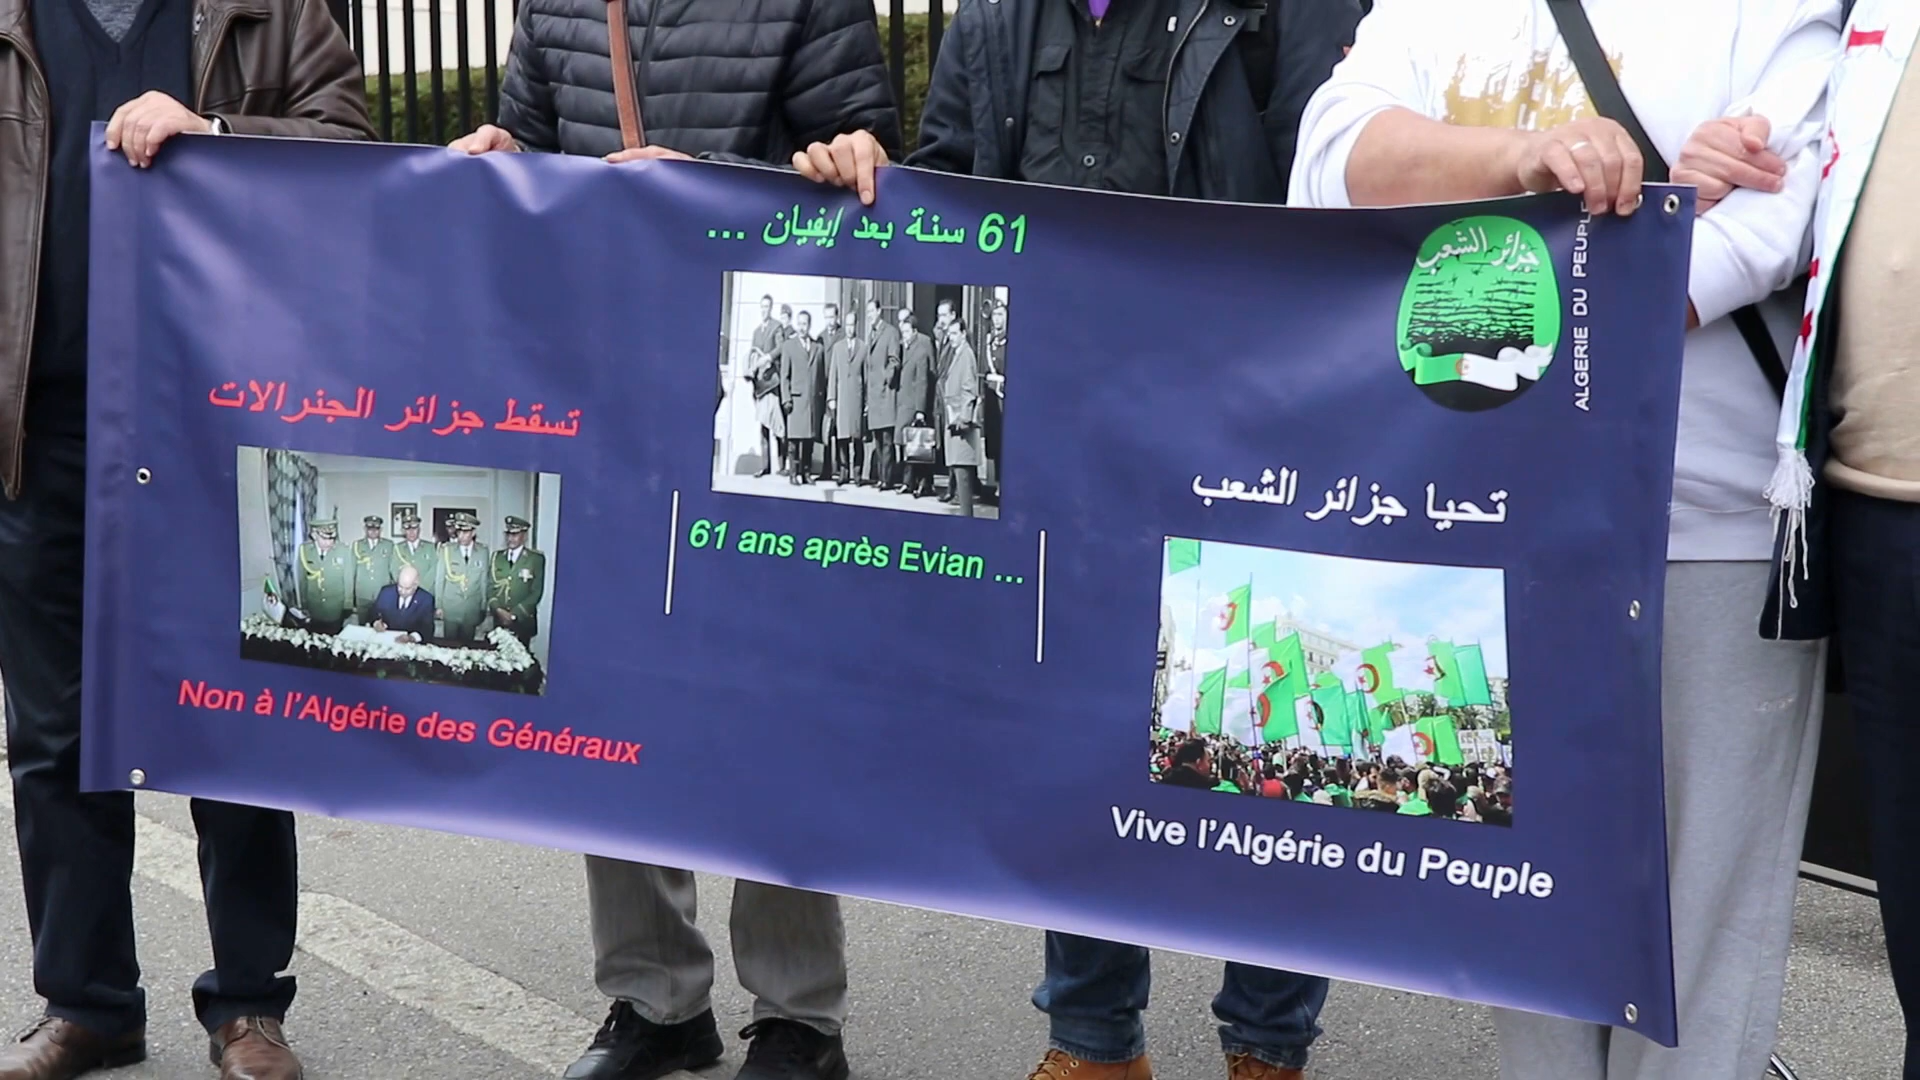 61 سنة بعد إيفيان ...
61 ans après Evian ...
تسقط جزائر الجنرالات
Non à l'Algérie des Généraux
جزائر الشعب
ALGERIE DU PEUPL
تحيا جزائر الشعب
Vive l'Algérie du Peuple